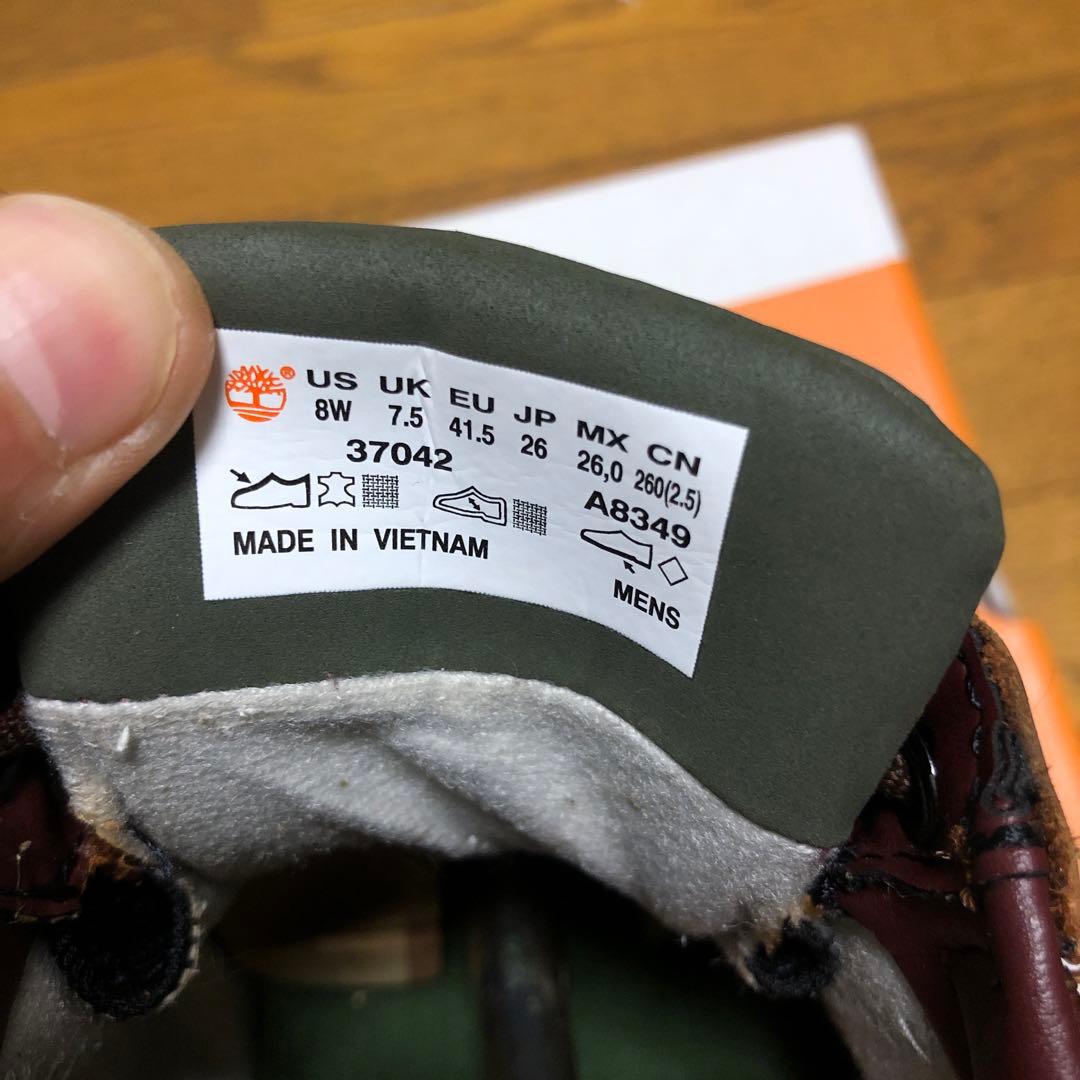 ® US UK EU JP MX CN
8W 7.5 41.5 26 26,0 260(2.5)
37042 A8349
MADE IN VIETNAM MENS